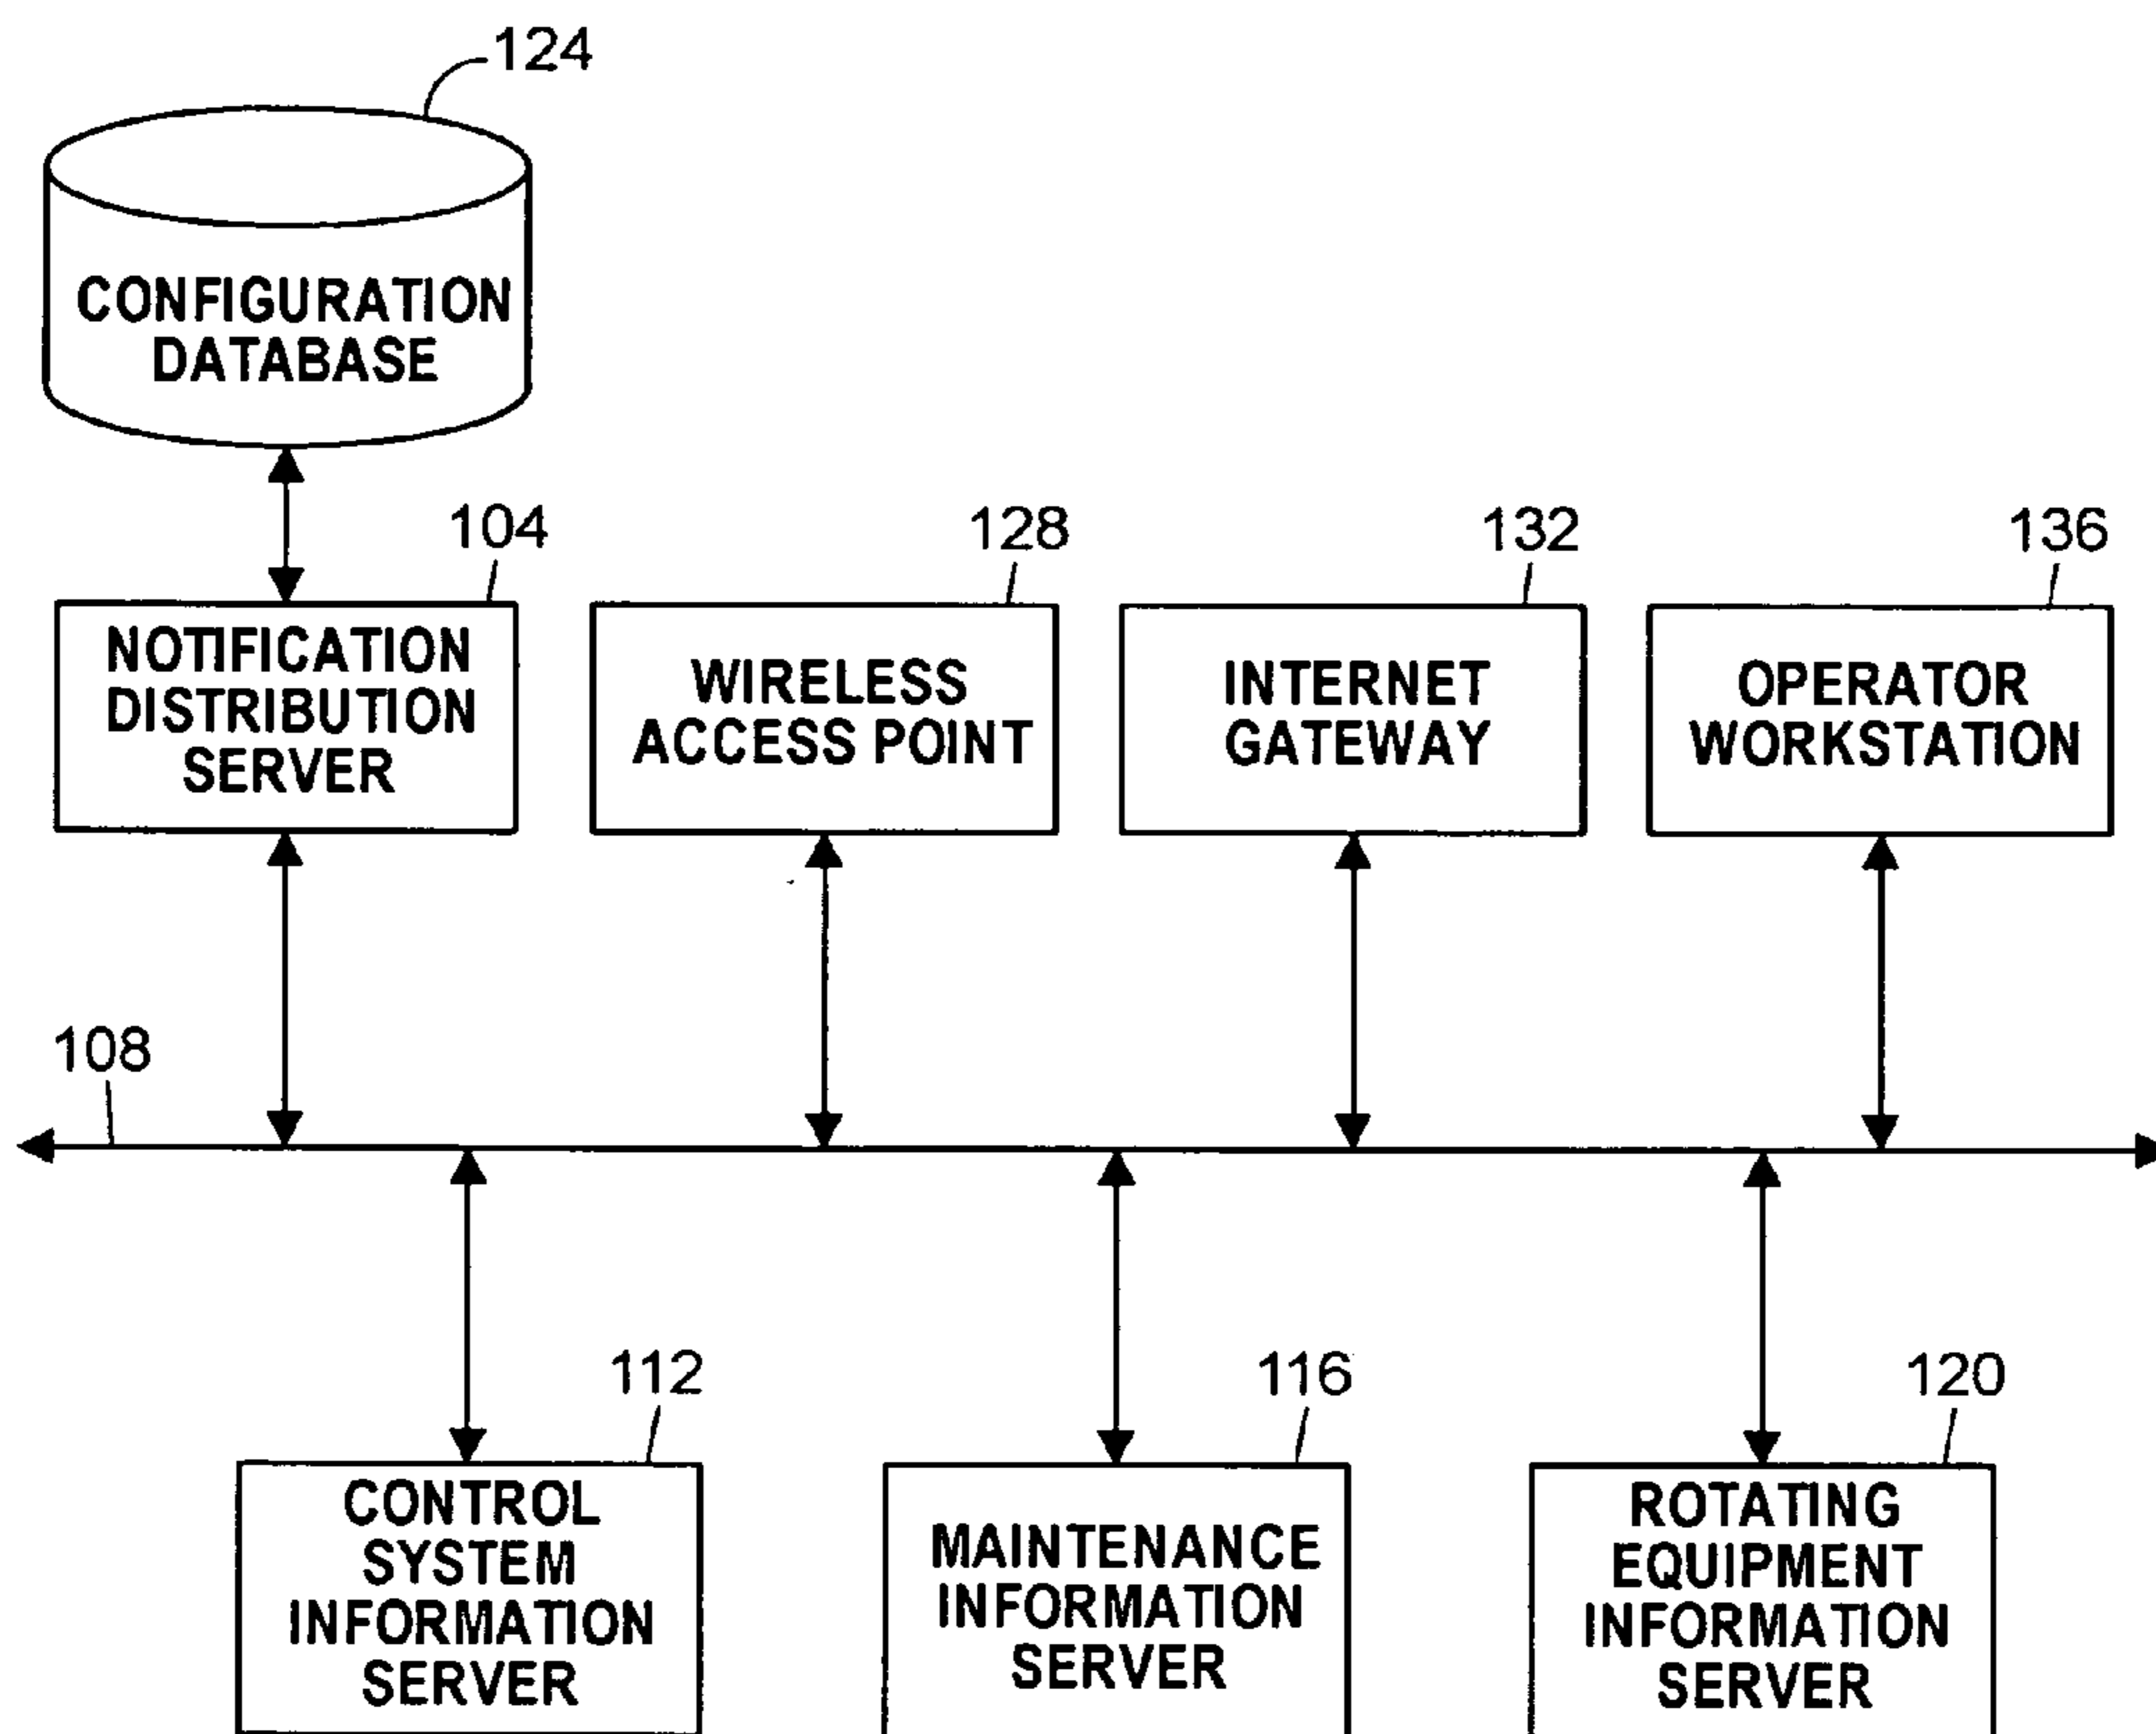 124
CONFIGURATION
DATABASE
104
128
132
136
NOTIFICATION
DISTRIBUTION
SERVER
WIRELESS
ACCESS POINT
INTERNET
GATEWAY
OPERATOR
WORKSTATION
108
112
116
120
CONTROL
SYSTEM
INFORMATION
SERVER
MAINTENANCE
INFORMATION
SERVER
ROTATING
EQUIPMENT
INFORMATION
SERVER